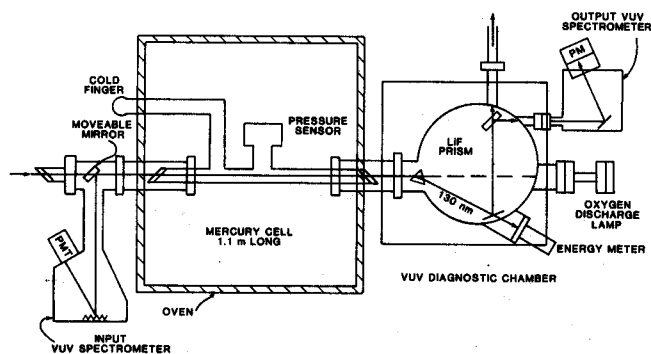 OUTPUT VUV
SPECTROMETER
PM
COLD
FINGER
MOVEABLE
MIRROR
PRESSURE
SENSOR
LiF
PRISM
130 nm
OXYGEN
DISCHARGE
LAMP
MERCURY CELL
1.1 m LONG
PMT
ENERGY METER
VUV DIAGNOSTIC CHAMBER
OVEN
INPUT
VUV SPECTROMETER